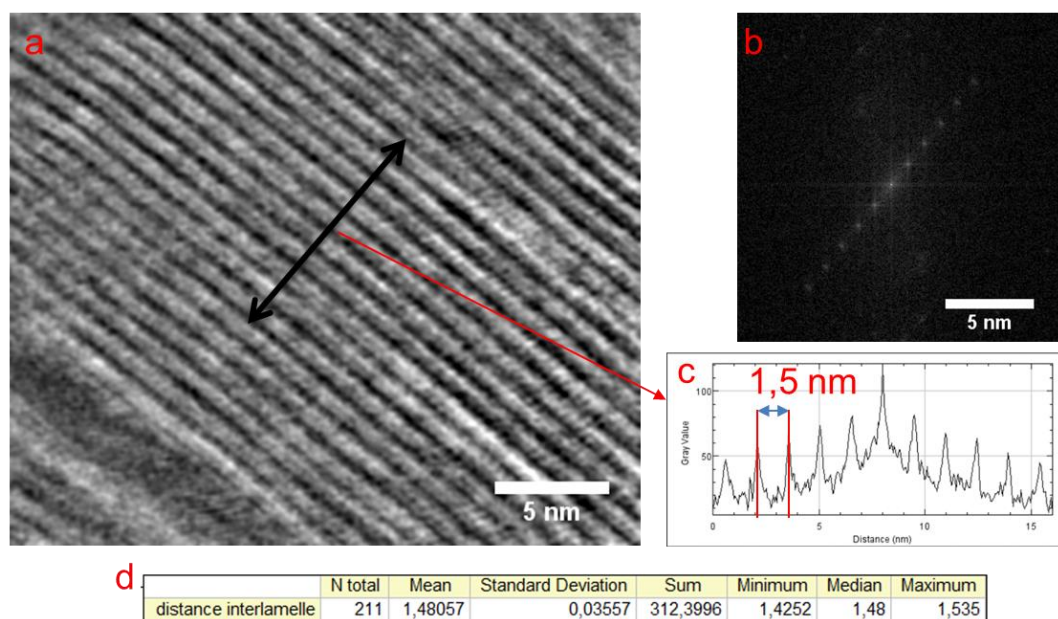 a
5 nm
b
5 nm
c
1,5 nm
100
50
Gray Value
0 5 10 15
Distance (nm)
d
N total Mean Standard Deviation Sum Minimum Median Maximum
distance interlamelle 211 1,48057 0,03557 312,3996 1,4252 1,48 1,535